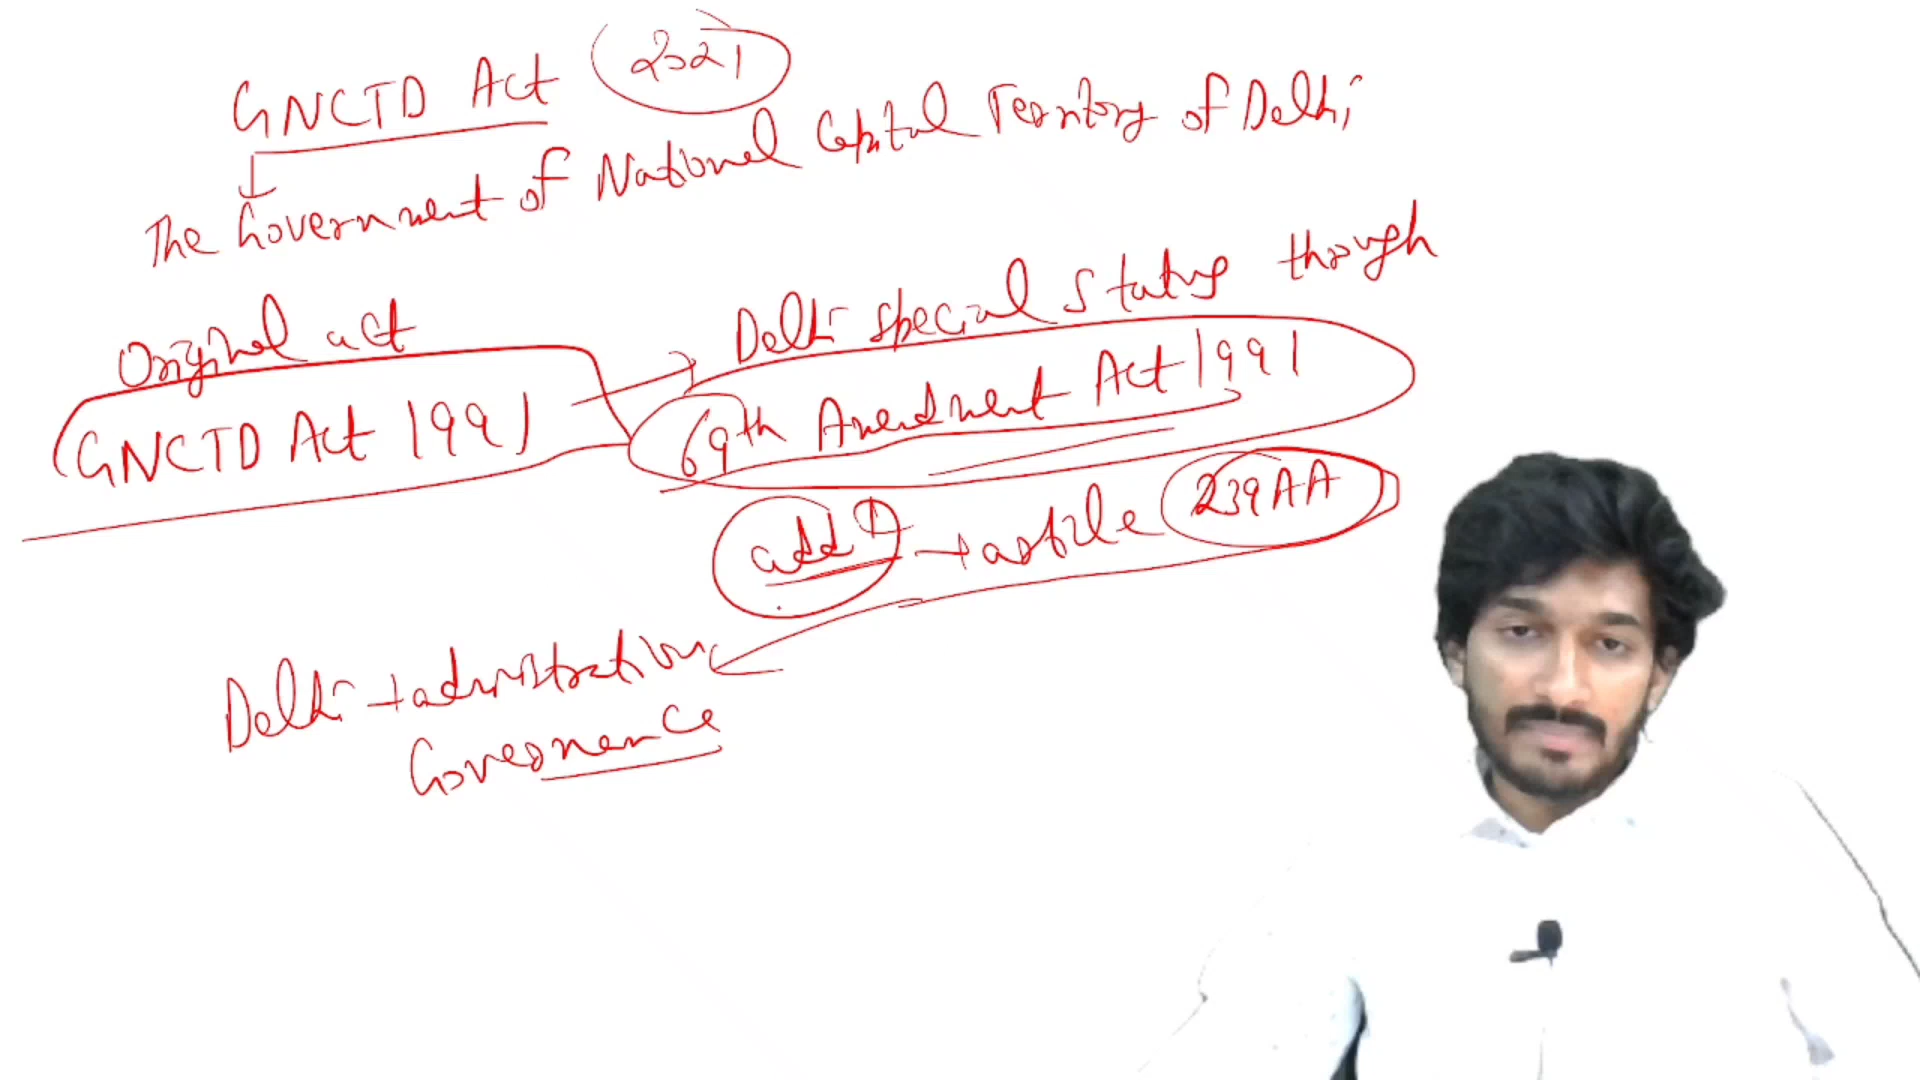 GNCTD Act 2021
The Government of National Capital Territory of Delhi
Original act
GNCTD Act 1991
Delhi special status through
69th Amendment Act 1991
add → article 239AA
Delhi → administration
Governence